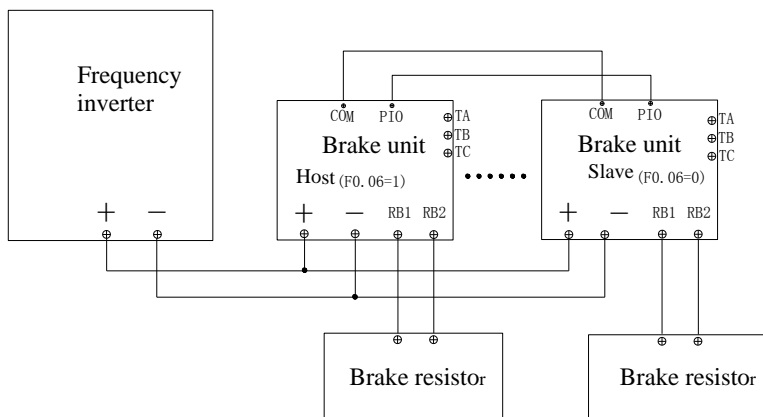 Frequency
inverter
+ −
COM PIO
TA
TB
TC
Brake unit
Host (F0.06=1)
+ − RB1 RB2
COM PIO
TA
TB
TC
Brake unit
Slave (F0.06=0)
+ − RB1 RB2
Brake resistor
Brake resistor